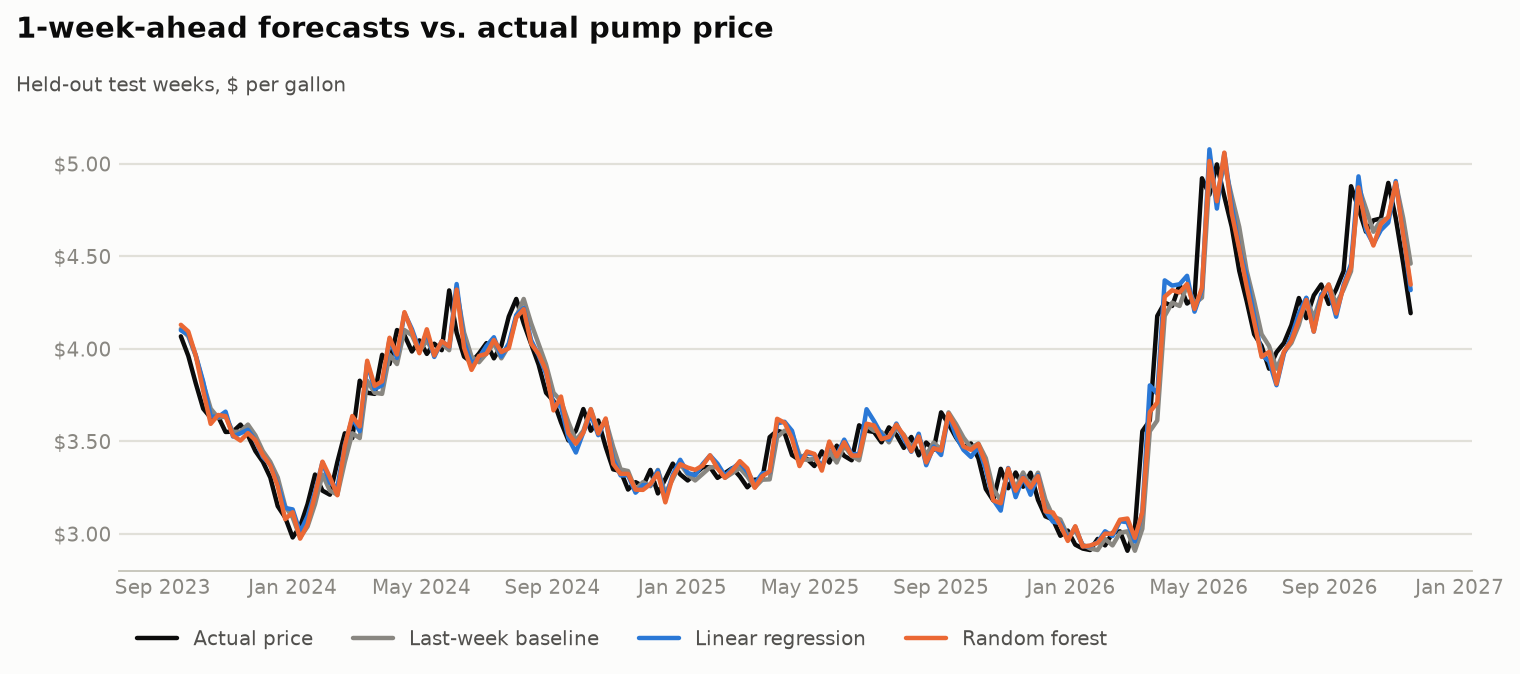 1-week-ahead forecasts vs. actual pump price
Held-out test weeks, $ per gallon
$5.00
$4.50
$4.00
$3.50
$3.00
Sep 2023 Jan 2024 May 2024 Sep 2024 Jan 2025 May 2025 Sep 2025 Jan 2026 May 2026 Sep 2026 Jan 2027
Actual price Last-week baseline Linear regression Random forest